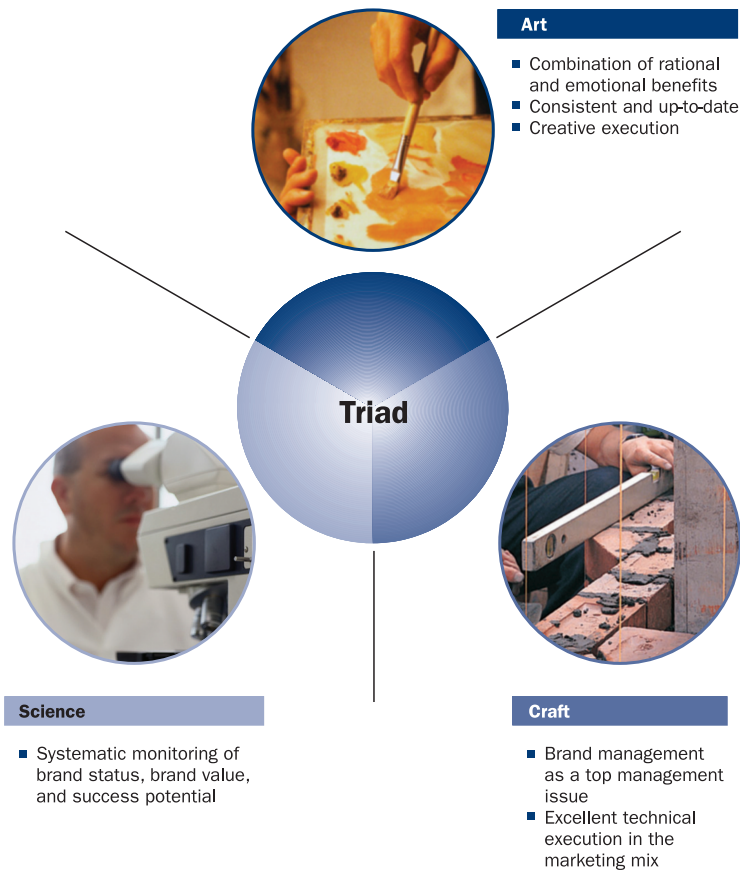 Art
■ Combination of rational
and emotional benefits
■ Consistent and up-to-date
■ Creative execution
Triad
Science
■ Systematic monitoring of
brand status, brand value,
and success potential
Craft
■ Brand management
as a top management
issue
■ Excellent technical
execution in the
marketing mix